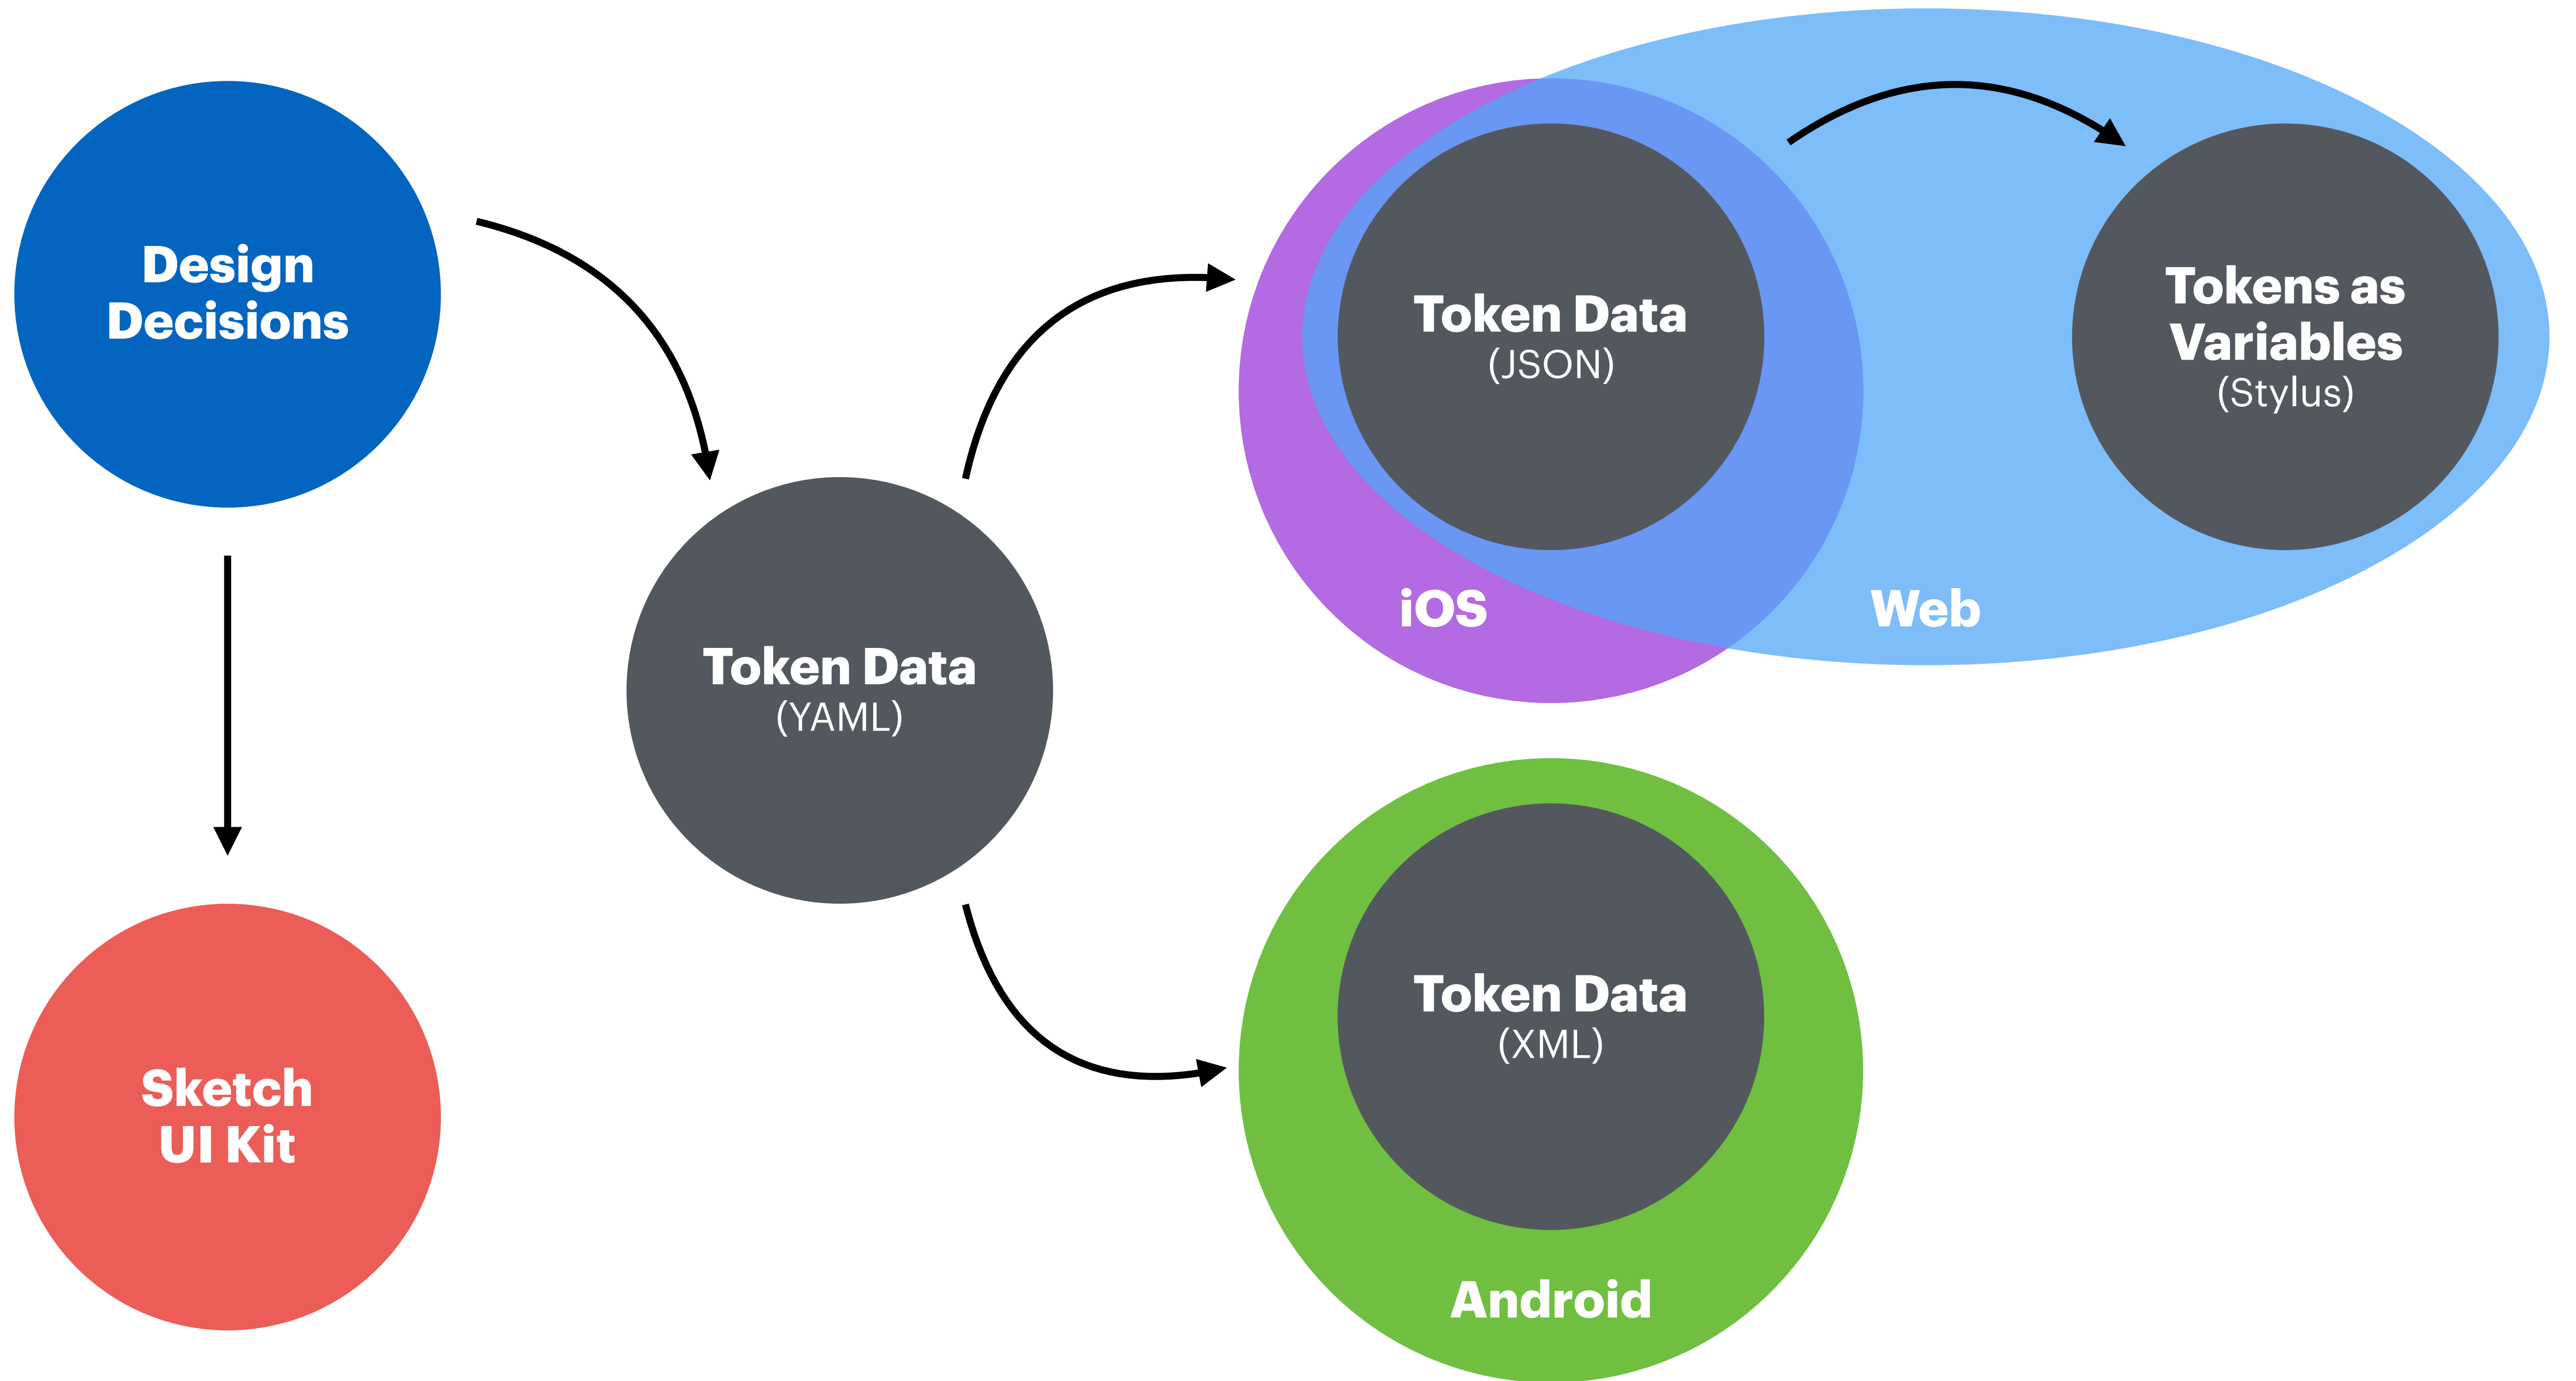 Design
Decisions
Sketch
UI Kit
Token Data
(YAML)
Token Data
(JSON)
iOS
Web
Tokens as
Variables
(Stylus)
Token Data
(XML)
Android